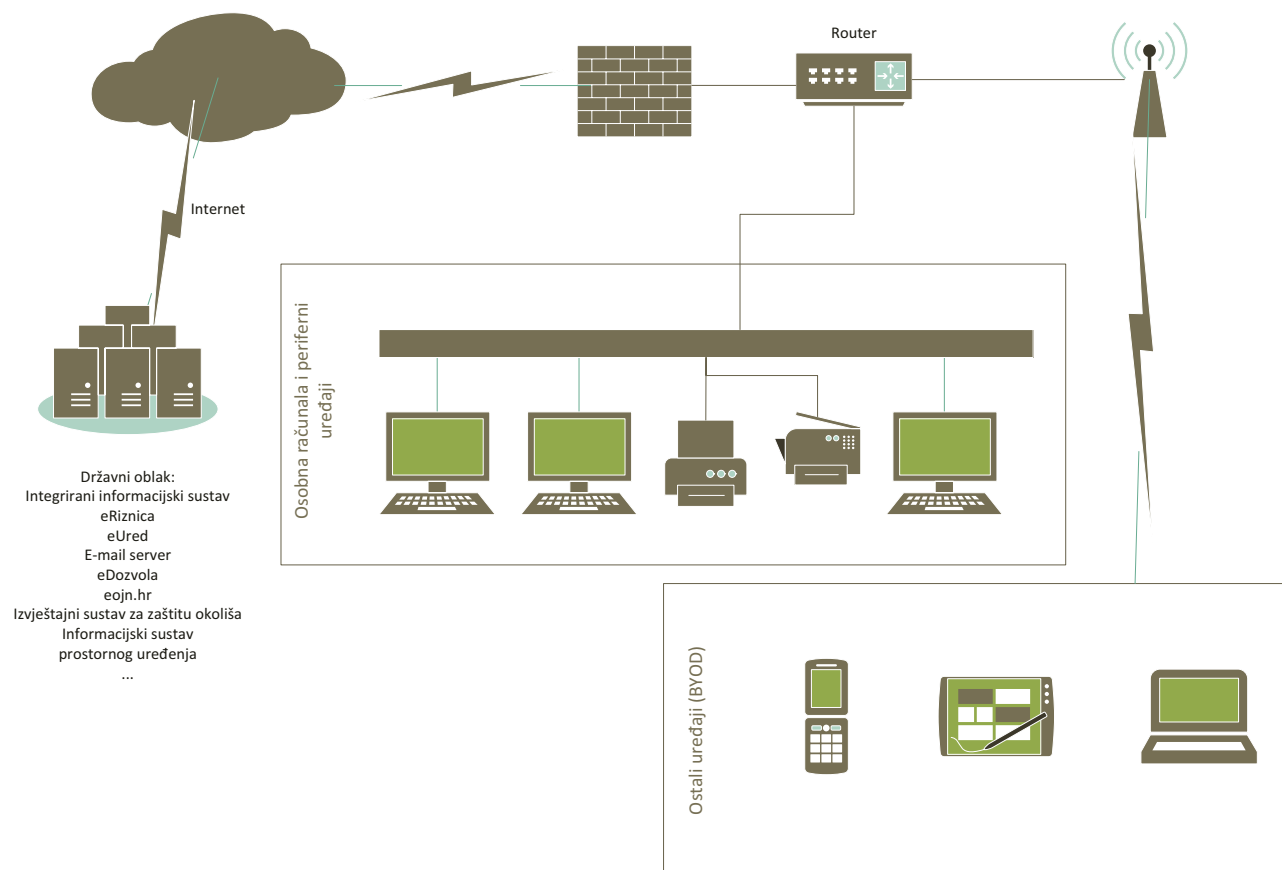 Router
Internet
Osobna računala i periferni
uređaji
Državni oblak:
Integrirani informacijski sustav
eRiznica
eUred
E-mail server
eDozvola
eojn.hr
Izvještajni sustav za zaštitu okoliša
Informacijski sustav
prostornog uređenja
...
Ostali uređaji (BYOD)